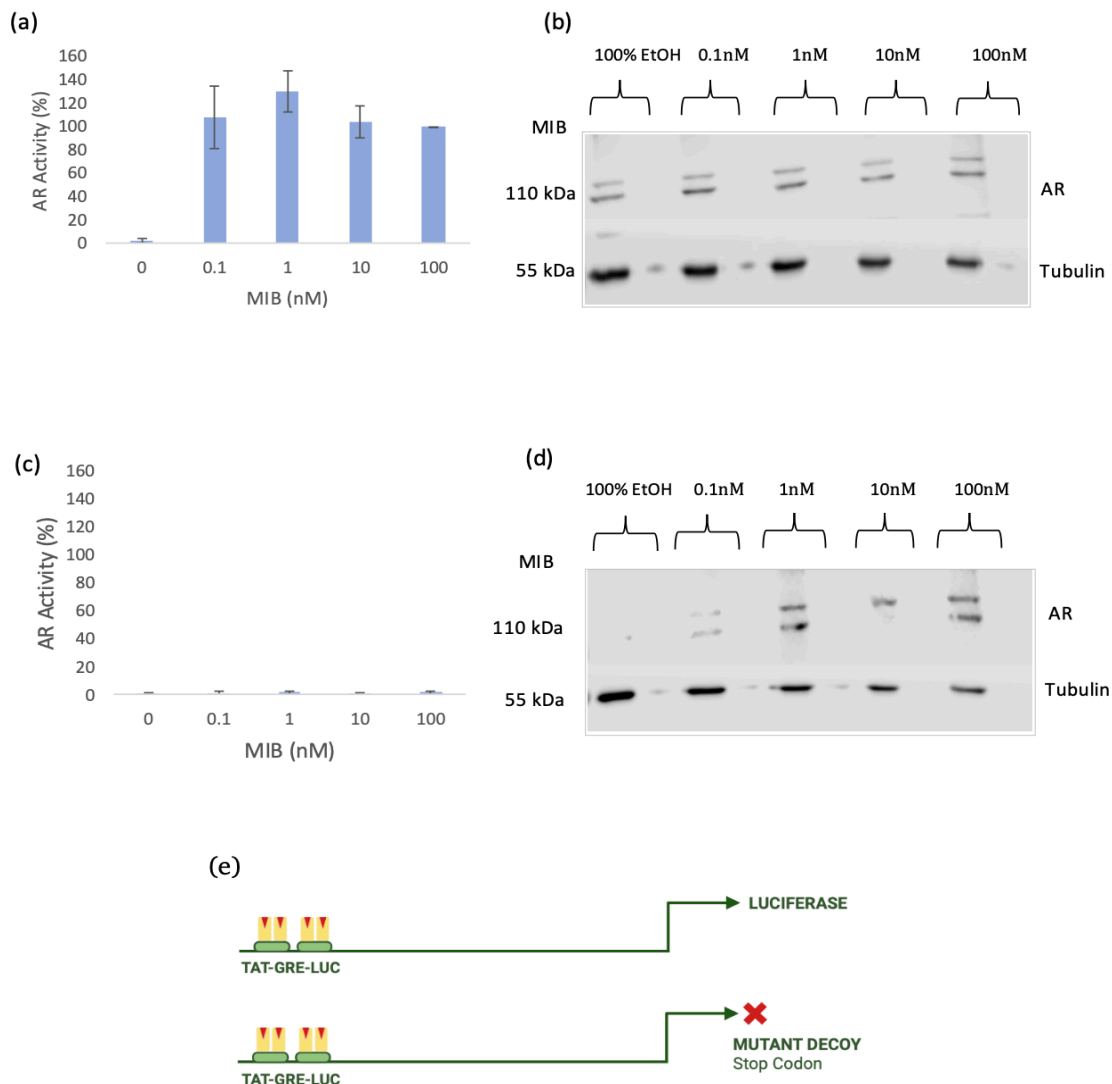 (a)
160
140
120
100
80
60
40
20
0
AR Activity (%)
0 0.1 1 10 100
MIB (nM)
(b)
100% EtOH 0.1nM 1nM 10nM 100nM
MIB
110 kDa AR
55 kDa Tubulin
(c)
160
140
120
100
80
60
40
20
0
AR Activity (%)
0 0.1 1 10 100
MIB (nM)
(d)
100% EtOH 0.1nM 1nM 10nM 100nM
MIB
110 kDa AR
55 kDa Tubulin
(e)
LUCIFERASE
TAT-GRE-LUC
MUTANT DECOY
Stop Codon
TAT-GRE-LUC